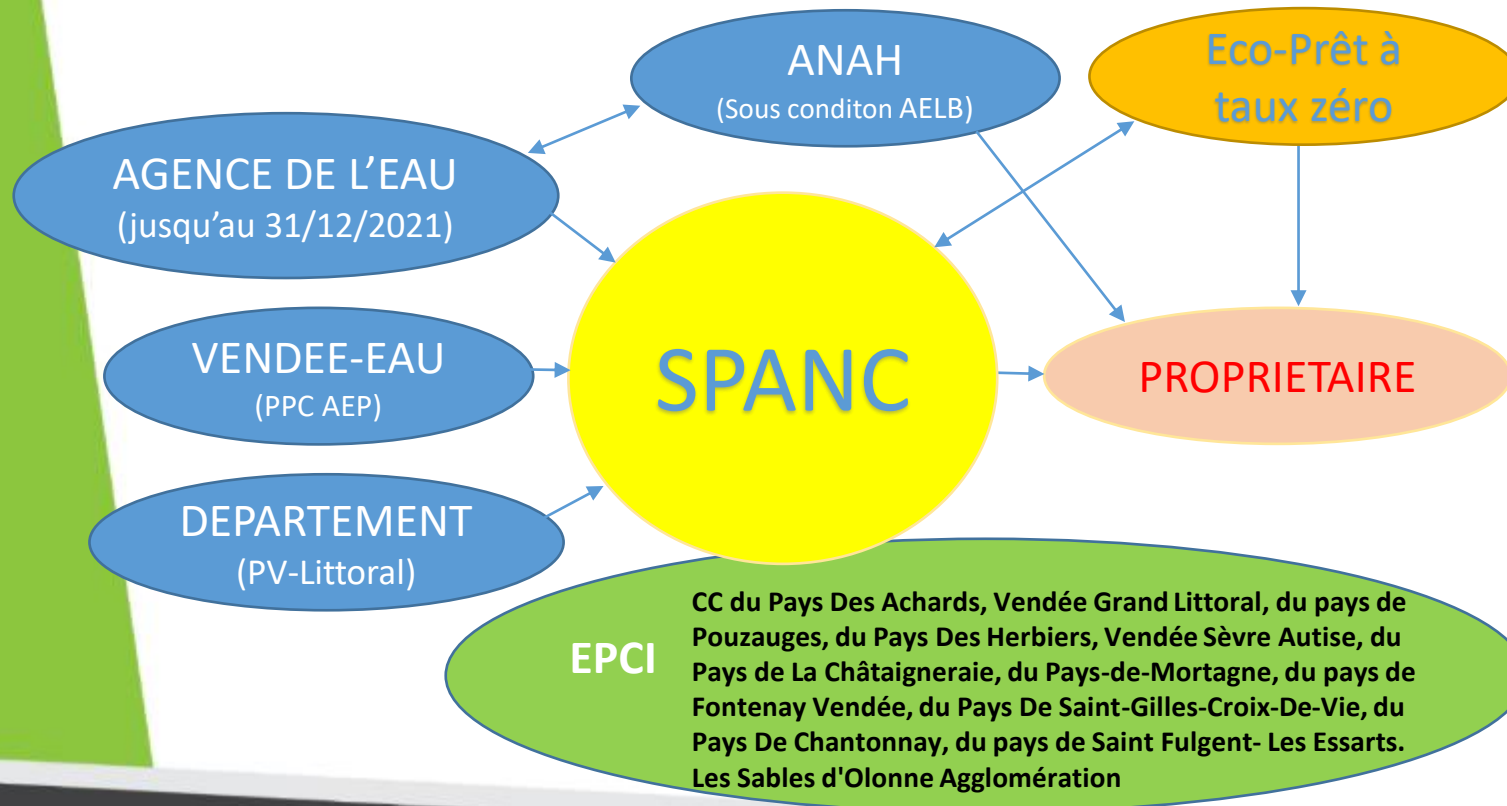 ANAH
(Sous conditon AELB)
Eco-Prêt à
taux zéro
AGENCE DE L'EAU
(jusqu'au 31/12/2021)
VENDEE-EAU
(PPC AEP)
SPANC
PROPRIETAIRE
DEPARTEMENT
(PV-Littoral)
EPCI
CC du Pays Des Achards, Vendée Grand Littoral, du pays de
Pouzauges, du Pays Des Herbiers, Vendée Sèvre Autise, du
Pays de La Châtaigneraie, du Pays-de-Mortagne, du pays de
Fontenay Vendée, du Pays De Saint-Gilles-Croix-De-Vie, du
Pays De Chantonnay, du pays de Saint Fulgent- Les Essarts.
Les Sables d'Olonne Agglomération